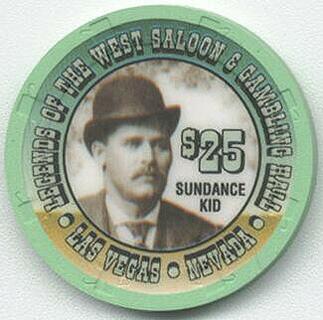 LEGENDS OF THE WEST SALOON & GAMBLING HALL
$25
SUNDANCE
KID
• LAS VEGAS • NEVADA •